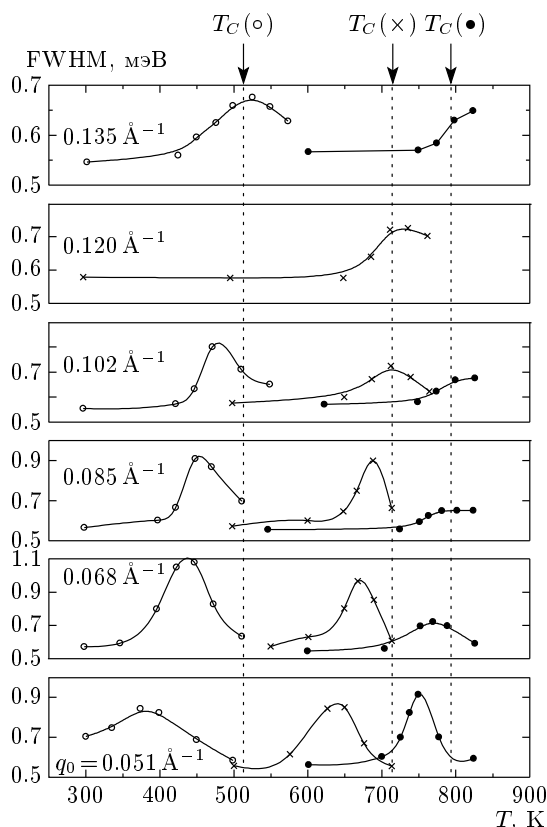 T_C(○) T_C(×) T_C(●)
FWHM, мэВ
0.7
0.135 Å⁻¹
0.6
0.5
0.7
0.120 Å⁻¹
0.6
0.5
0.102 Å⁻¹
0.7
0.5
0.9
0.085 Å⁻¹
0.7
0.5
1.1
0.068 Å⁻¹
0.9
0.7
0.5
0.9
0.7
q₀ = 0.051 Å⁻¹
0.5
300 400 500 600 700 800 900
T, K